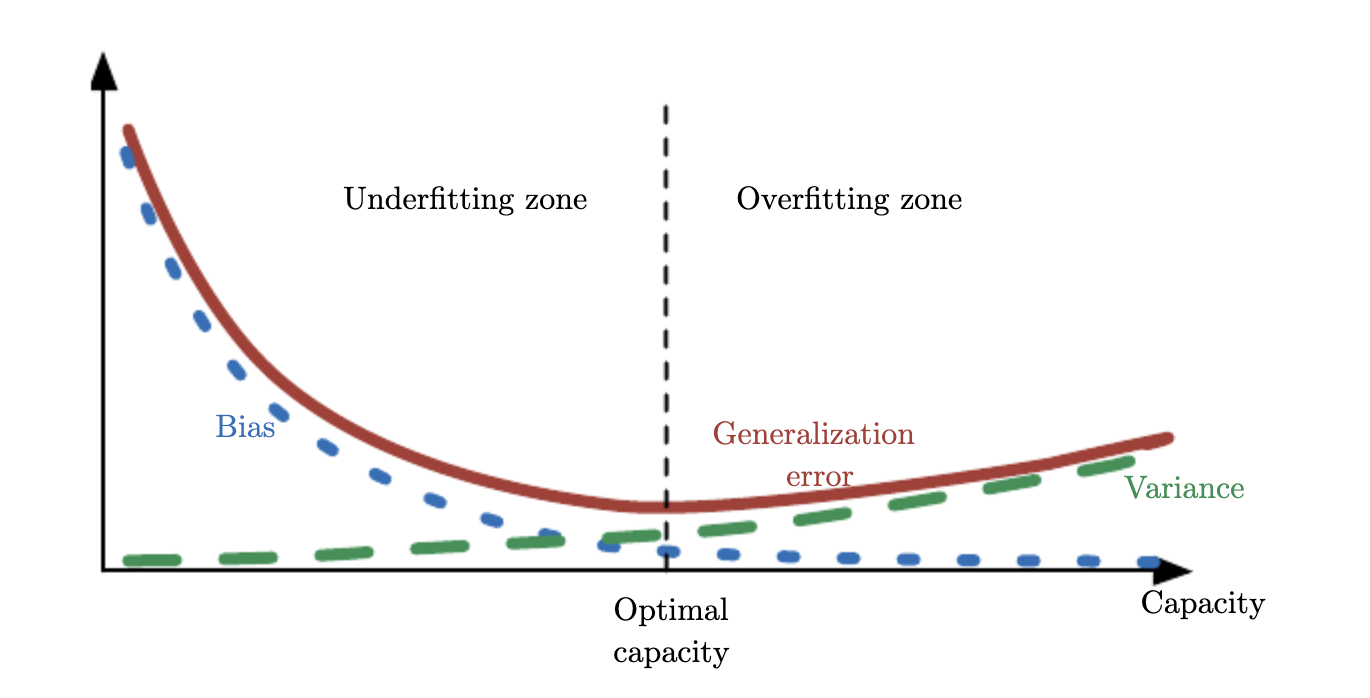 Underfitting zone
Overfitting zone
Bias
Generalization
error
Variance
Capacity
Optimal
capacity